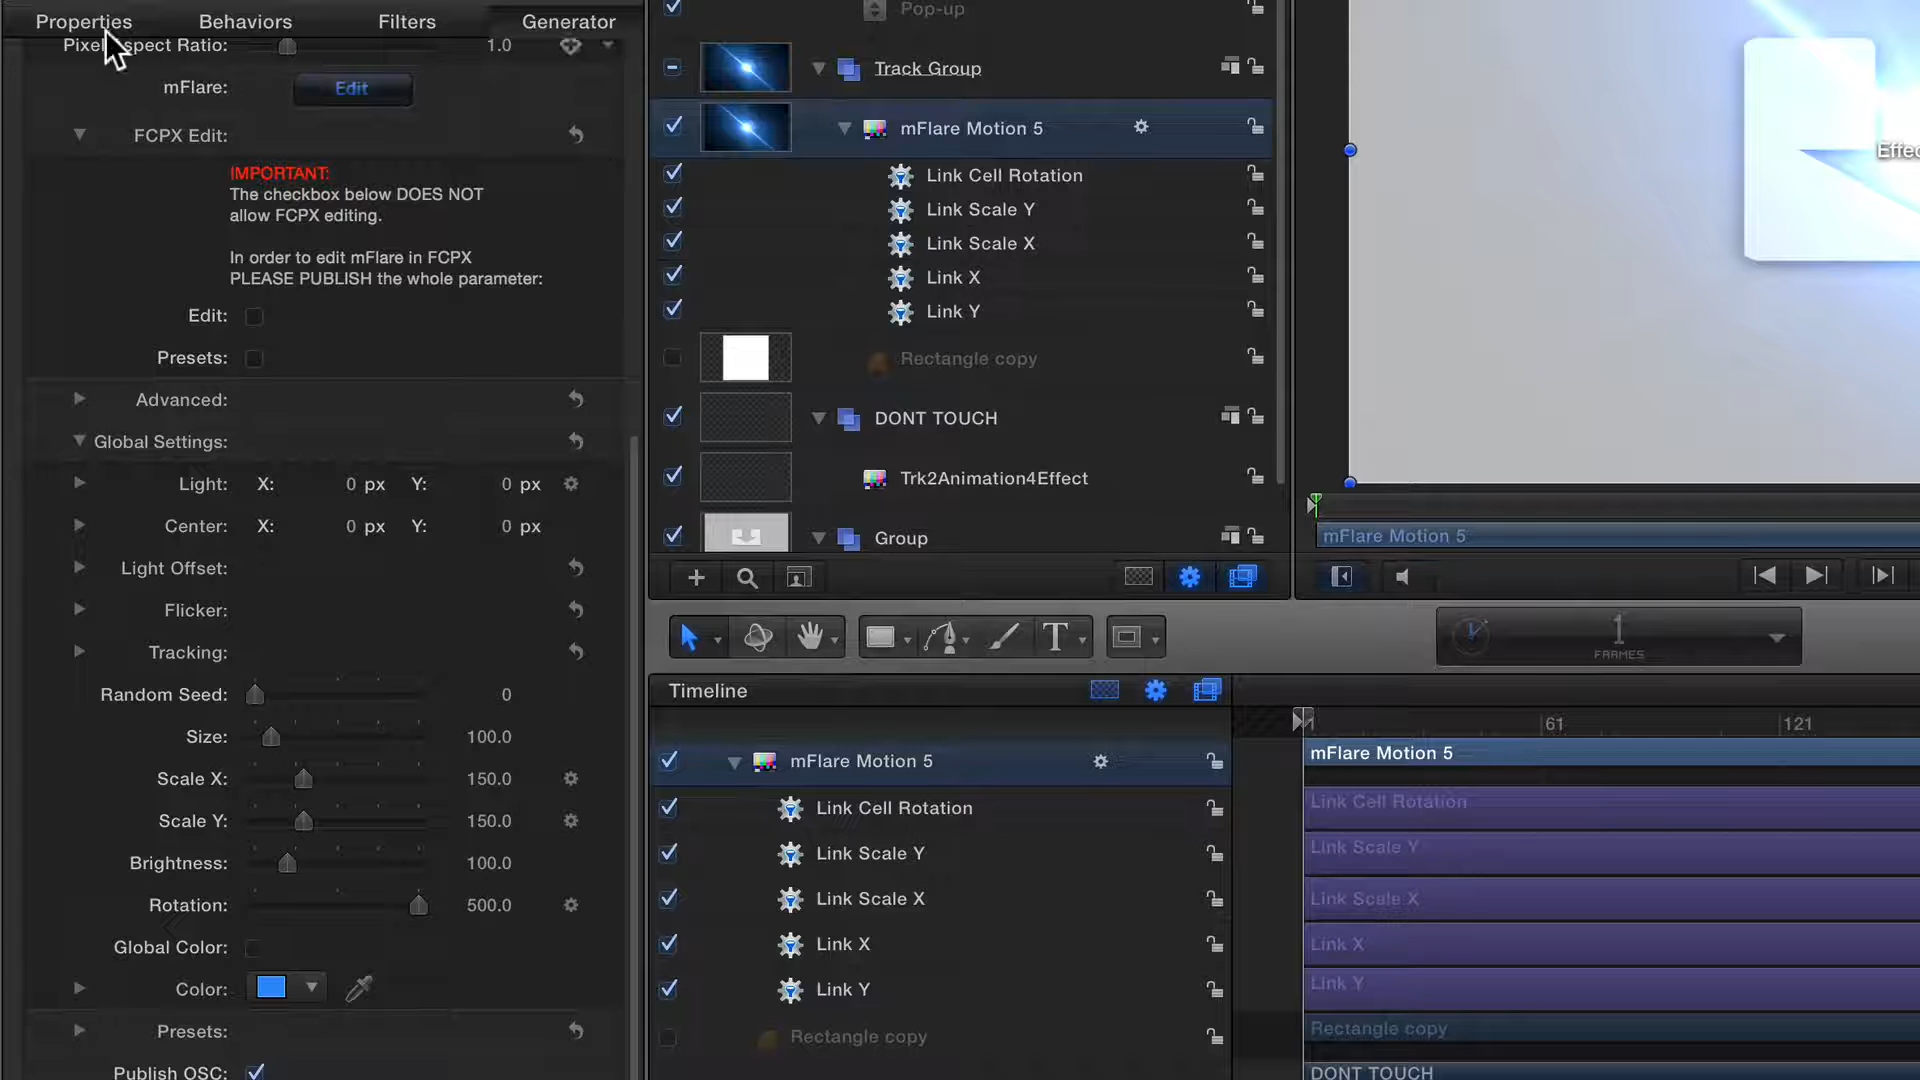 Properties
Behaviors
Filters
Generator
Pixel Aspect Ratio:
1.0
mFlare:
Edit
FCPX Edit:
IMPORTANT:
The checkbox below DOES NOT
allow FCPX editing.
In order to edit mFlare in FCPX
PLEASE PUBLISH the whole parameter:
Edit:
Presets:
Advanced:
Global Settings:
Light: X: 0 px Y: 0 px
Center: X: 0 px Y: 0 px
Light Offset:
Flicker:
Tracking:
Random Seed: 0
Size: 100.0
Scale X: 150.0
Scale Y: 150.0
Brightness: 100.0
Rotation: 500.0
Global Color:
Color:
Presets:
Publish OSC:
Pop-up
Track Group
mFlare Motion 5
Link Cell Rotation
Link Scale Y
Link Scale X
Link X
Link Y
Rectangle copy
DONT TOUCH
Trk2Animation4Effect
Group
Effec
mFlare Motion 5
T
1
FRAMES
Timeline
61
121
mFlare Motion 5
Link Cell Rotation
Link Scale Y
Link Scale X
Link X
Link Y
Rectangle copy
mFlare Motion 5
Link Cell Rotation
Link Scale Y
Link Scale X
Link X
Link Y
Rectangle copy
DONT TOUCH